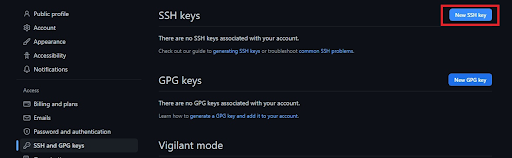 Public profile
Account
Appearance
Accessibility
Notifications
Access
Billing and plans
Emails
Password and authentication
SSH and GPG keys
SSH keys
New SSH key
There are no SSH keys associated with your account.
Check out our guide to generating SSH keys or troubleshoot common SSH problems.
GPG keys
New GPG key
There are no GPG keys associated with your account.
Learn how to generate a GPG key and add it to your account.
Vigilant mode